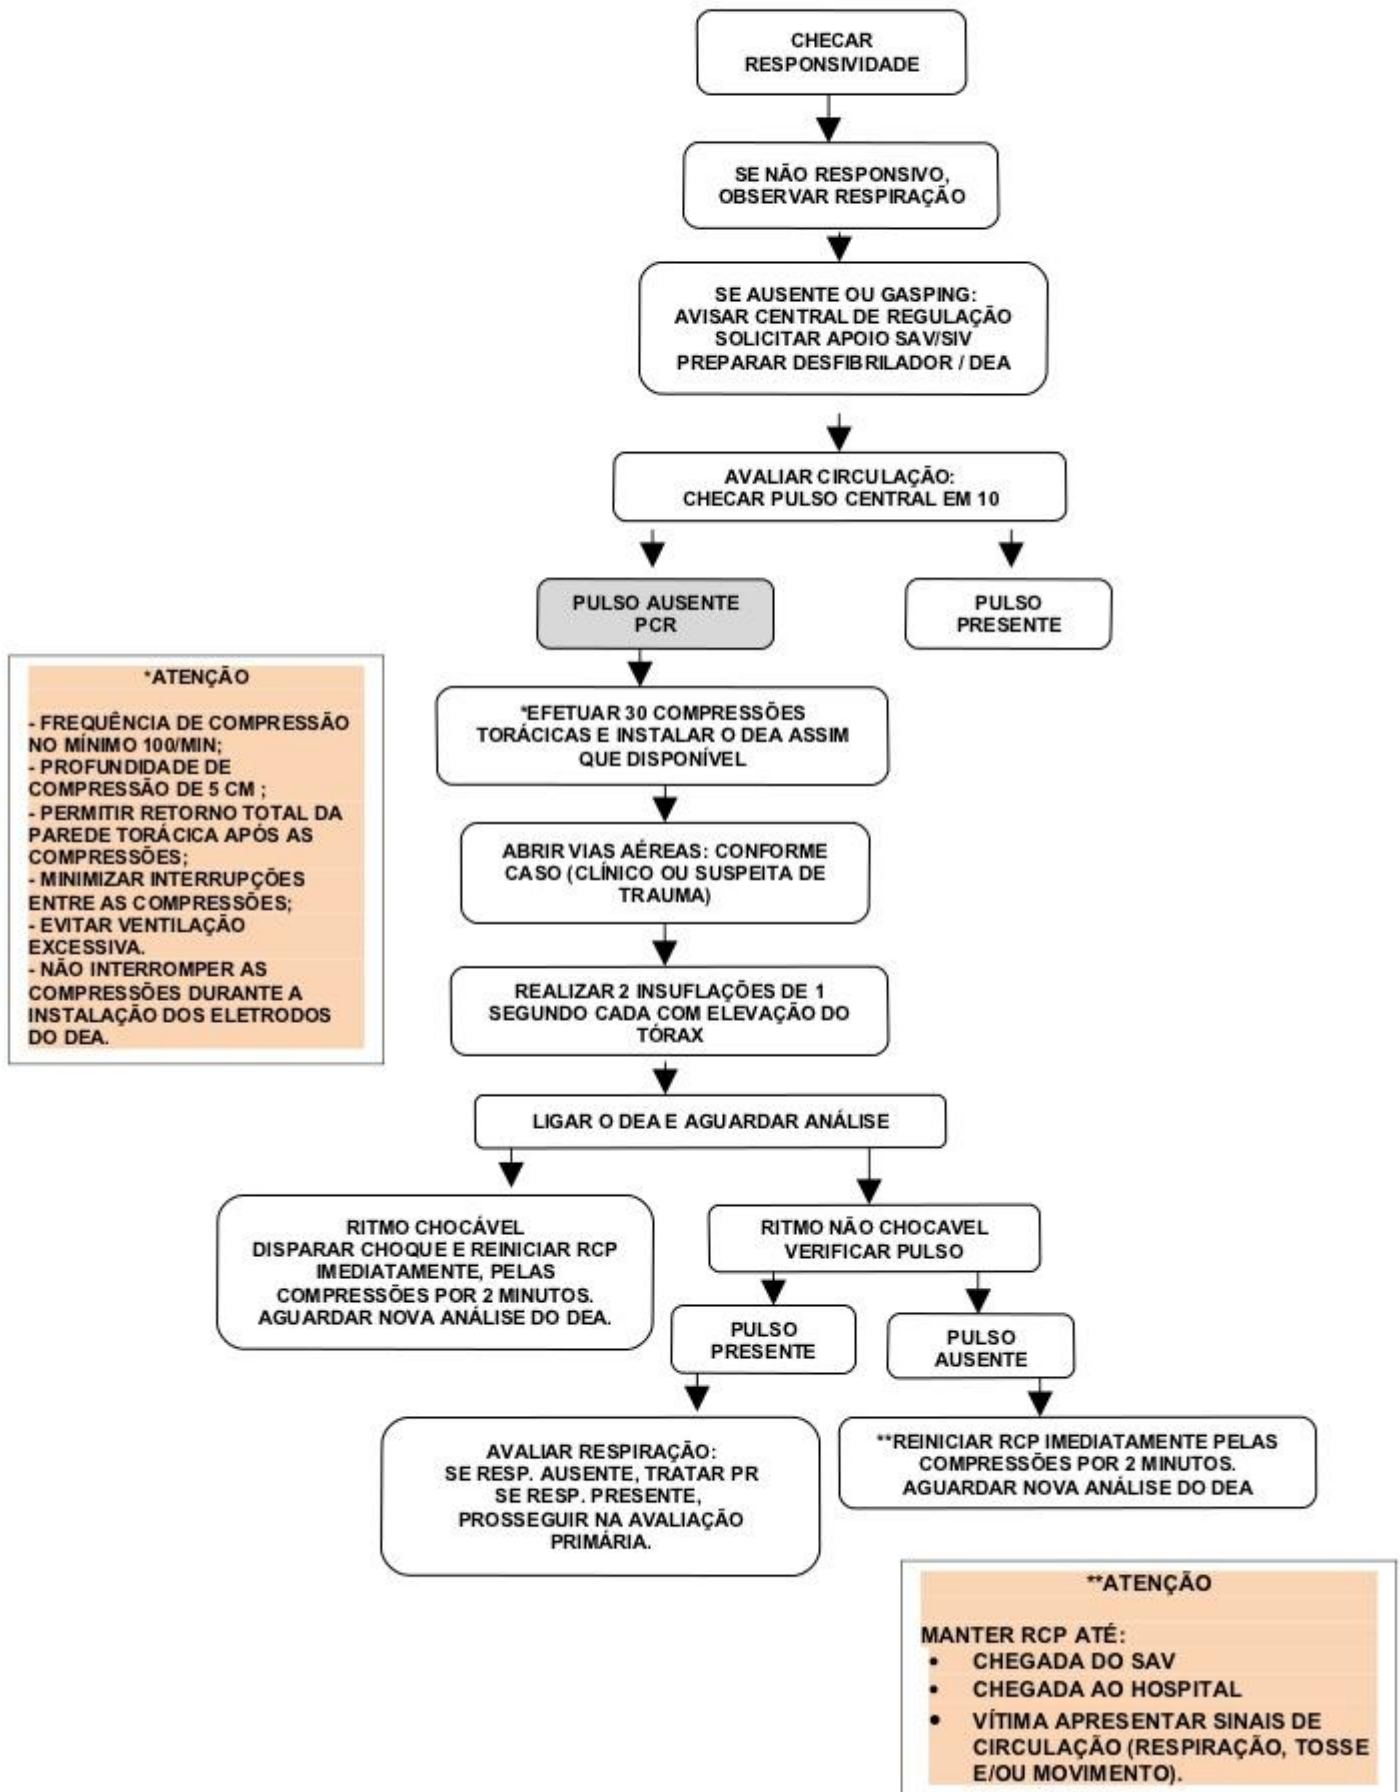 CHECAR
RESPONSIVIDADE
SE NÃO RESPONSIVO,
OBSERVAR RESPIRAÇÃO
SE AUSENTE OU GASPING:
AVISAR CENTRAL DE REGULAÇÃO
SOLICITAR APOIO SAV/SIV
PREPARAR DESFIBRILADOR / DEA
AVALIAR CIRCULAÇÃO:
CHECAR PULSO CENTRAL EM 10
PULSO AUSENTE
PCR
PULSO
PRESENTE
*ATENÇÃO
- FREQUÊNCIA DE COMPRESSÃO
NO MÍNIMO 100/MIN;
- PROFUNDIDADE DE
COMPRESSÃO DE 5 CM ;
- PERMITIR RETORNO TOTAL DA
PAREDE TORÁCICA APÓS AS
COMPRESSÕES;
- MINIMIZAR INTERRUPÇÕES
ENTRE AS COMPRESSÕES;
- EVITAR VENTILAÇÃO
EXCESSIVA.
- NÃO INTERROMPER AS
COMPRESSÕES DURANTE A
INSTALAÇÃO DOS ELETRODOS
DO DEA.
*EFETUAR 30 COMPRESSÕES
TORÁCICAS E INSTALAR O DEA ASSIM
QUE DISPONÍVEL
ABRIR VIAS AÉREAS: CONFORME
CASO (CLÍNICO OU SUSPEITA DE
TRAUMA)
REALIZAR 2 INSUFLAÇÕES DE 1
SEGUNDO CADA COM ELEVAÇÃO DO
TÓRAX
LIGAR O DEA E AGUARDAR ANÁLISE
RITMO CHOCÁVEL
DISPARAR CHOQUE E REINICIAR RCP
IMEDIATAMENTE, PELAS
COMPRESSÕES POR 2 MINUTOS.
AGUARDAR NOVA ANÁLISE DO DEA.
RITMO NÃO CHOCAVEL
VERIFICAR PULSO
PULSO
PRESENTE
PULSO
AUSENTE
AVALIAR RESPIRAÇÃO:
SE RESP. AUSENTE, TRATAR PR
SE RESP. PRESENTE,
PROSSEGUIR NA AVALIAÇÃO
PRIMÁRIA.
**REINICIAR RCP IMEDIATAMENTE PELAS
COMPRESSÕES POR 2 MINUTOS.
AGUARDAR NOVA ANÁLISE DO DEA
**ATENÇÃO
MANTER RCP ATÉ:
• CHEGADA DO SAV
• CHEGADA AO HOSPITAL
• VÍTIMA APRESENTAR SINAIS DE
CIRCULAÇÃO (RESPIRAÇÃO, TOSSE
E/OU MOVIMENTO).